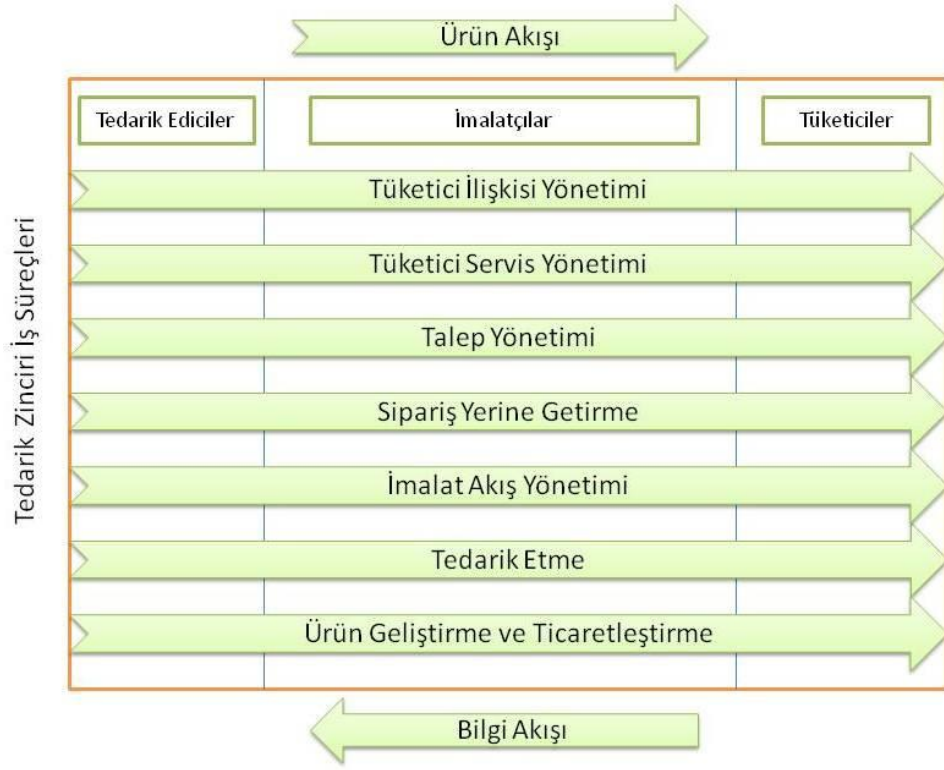 Ürün Akışı
Tedarik Ediciler
İmalatçılar
Tüketiciler
Tedarik Zinciri İş Süreçleri
Tüketici İlişkisi Yönetimi
Tüketici Servis Yönetimi
Talep Yönetimi
Sipariş Yerine Getirme
İmalat Akış Yönetimi
Tedarik Etme
Ürün Geliştirme ve Ticaretleştirme
Bilgi Akışı